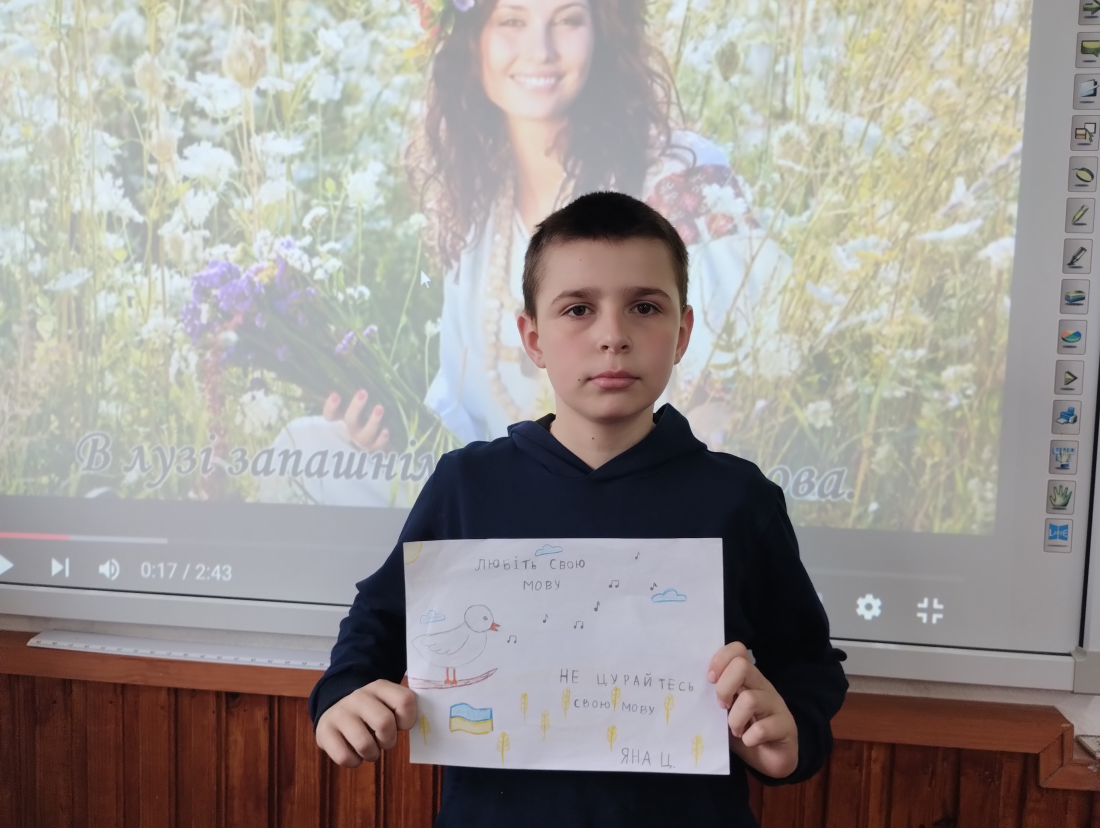 В лузі запашнім
ова.
0:17 / 2:43
ЛЮБІТЬ СВОЮ
МОВУ
НЕ ЦУРАЙТЕСЬ
СВОЮ МОВУ
ЯНА Ц.